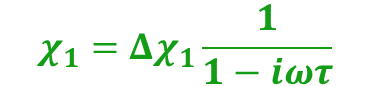 χ₁ = Δχ₁ 1/(1 − iωτ)